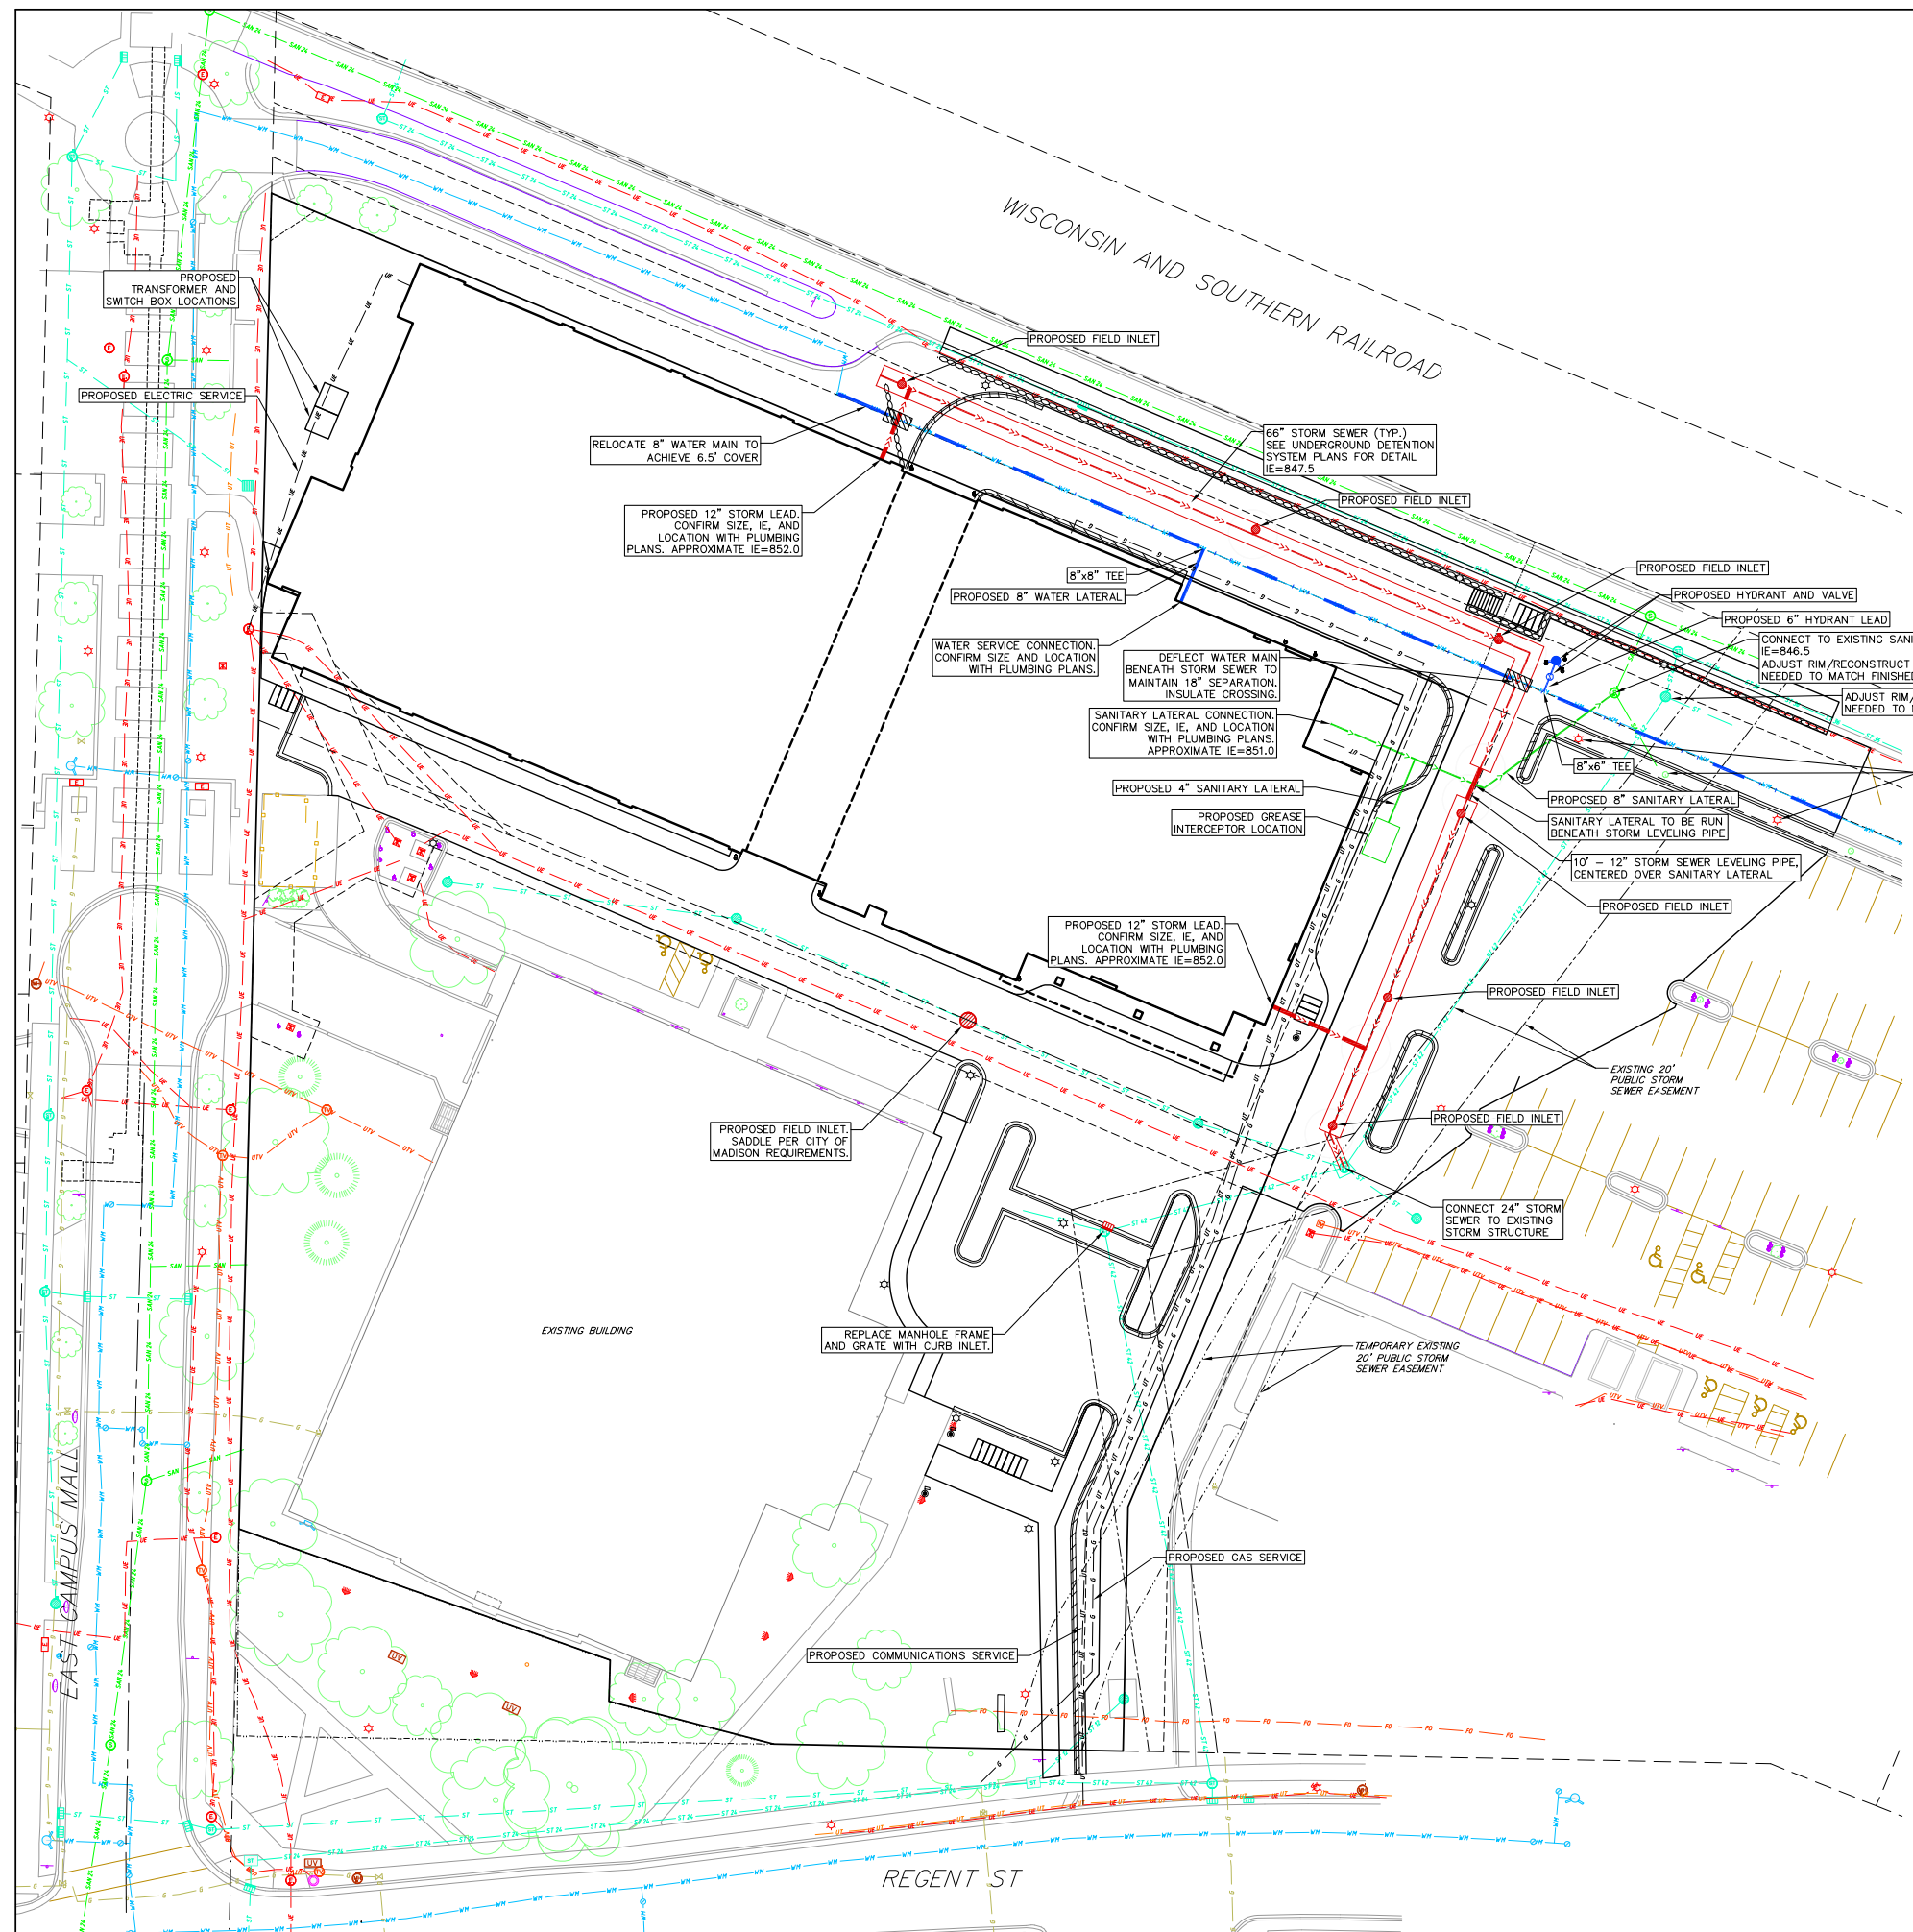 WISCONSIN AND SOUTHERN RAILROAD
PROPOSED
TRANSFORMER AND
SWITCH BOX LOCATIONS
PROPOSED ELECTRIC SERVICE
PROPOSED FIELD INLET
RELOCATE 8" WATER MAIN TO
ACHIEVE 6.5' COVER
66" STORM SEWER (TYP.)
SEE UNDERGROUND DETENTION
SYSTEM PLANS FOR DETAIL
IE=847.5
PROPOSED FIELD INLET
PROPOSED 12" STORM LEAD.
CONFIRM SIZE, IE, AND
LOCATION WITH PLUMBING
PLANS. APPROXIMATE IE=852.0
8"x8" TEE
PROPOSED 8" WATER LATERAL
PROPOSED FIELD INLET
PROPOSED HYDRANT AND VALVE
PROPOSED 6" HYDRANT LEAD
CONNECT TO EXISTING SANI
IE=846.5
ADJUST RIM/RECONSTRUCT
NEEDED TO MATCH FINISHED
ADJUST RIM/
NEEDED TO
WATER SERVICE CONNECTION.
CONFIRM SIZE AND LOCATION
WITH PLUMBING PLANS.
DEFLECT WATER MAIN
BENEATH STORM SEWER TO
MAINTAIN 18" SEPARATION.
INSULATE CROSSING.
SANITARY LATERAL CONNECTION.
CONFIRM SIZE, IE, AND LOCATION
WITH PLUMBING PLANS.
APPROXIMATE IE=851.0
8"x6" TEE
PROPOSED 4" SANITARY LATERAL
PROPOSED 8" SANITARY LATERAL
PROPOSED GREASE
INTERCEPTOR LOCATION
SANITARY LATERAL TO BE RUN
BENEATH STORM LEVELING PIPE
10' – 12" STORM SEWER LEVELING PIPE,
CENTERED OVER SANITARY LATERAL
PROPOSED FIELD INLET
PROPOSED 12" STORM LEAD.
CONFIRM SIZE, IE, AND
LOCATION WITH PLUMBING
PLANS. APPROXIMATE IE=852.0
PROPOSED FIELD INLET
EXISTING 20'
PUBLIC STORM
SEWER EASEMENT
PROPOSED FIELD INLET
PROPOSED FIELD INLET.
SADDLE PER CITY OF
MADISON REQUIREMENTS.
CONNECT 24" STORM
SEWER TO EXISTING
STORM STRUCTURE
EXISTING BUILDING
REPLACE MANHOLE FRAME
AND GRATE WITH CURB INLET.
TEMPORARY EXISTING
20' PUBLIC STORM
SEWER EASEMENT
EAST CAMPUS MALL
PROPOSED GAS SERVICE
PROPOSED COMMUNICATIONS SERVICE
REGENT ST